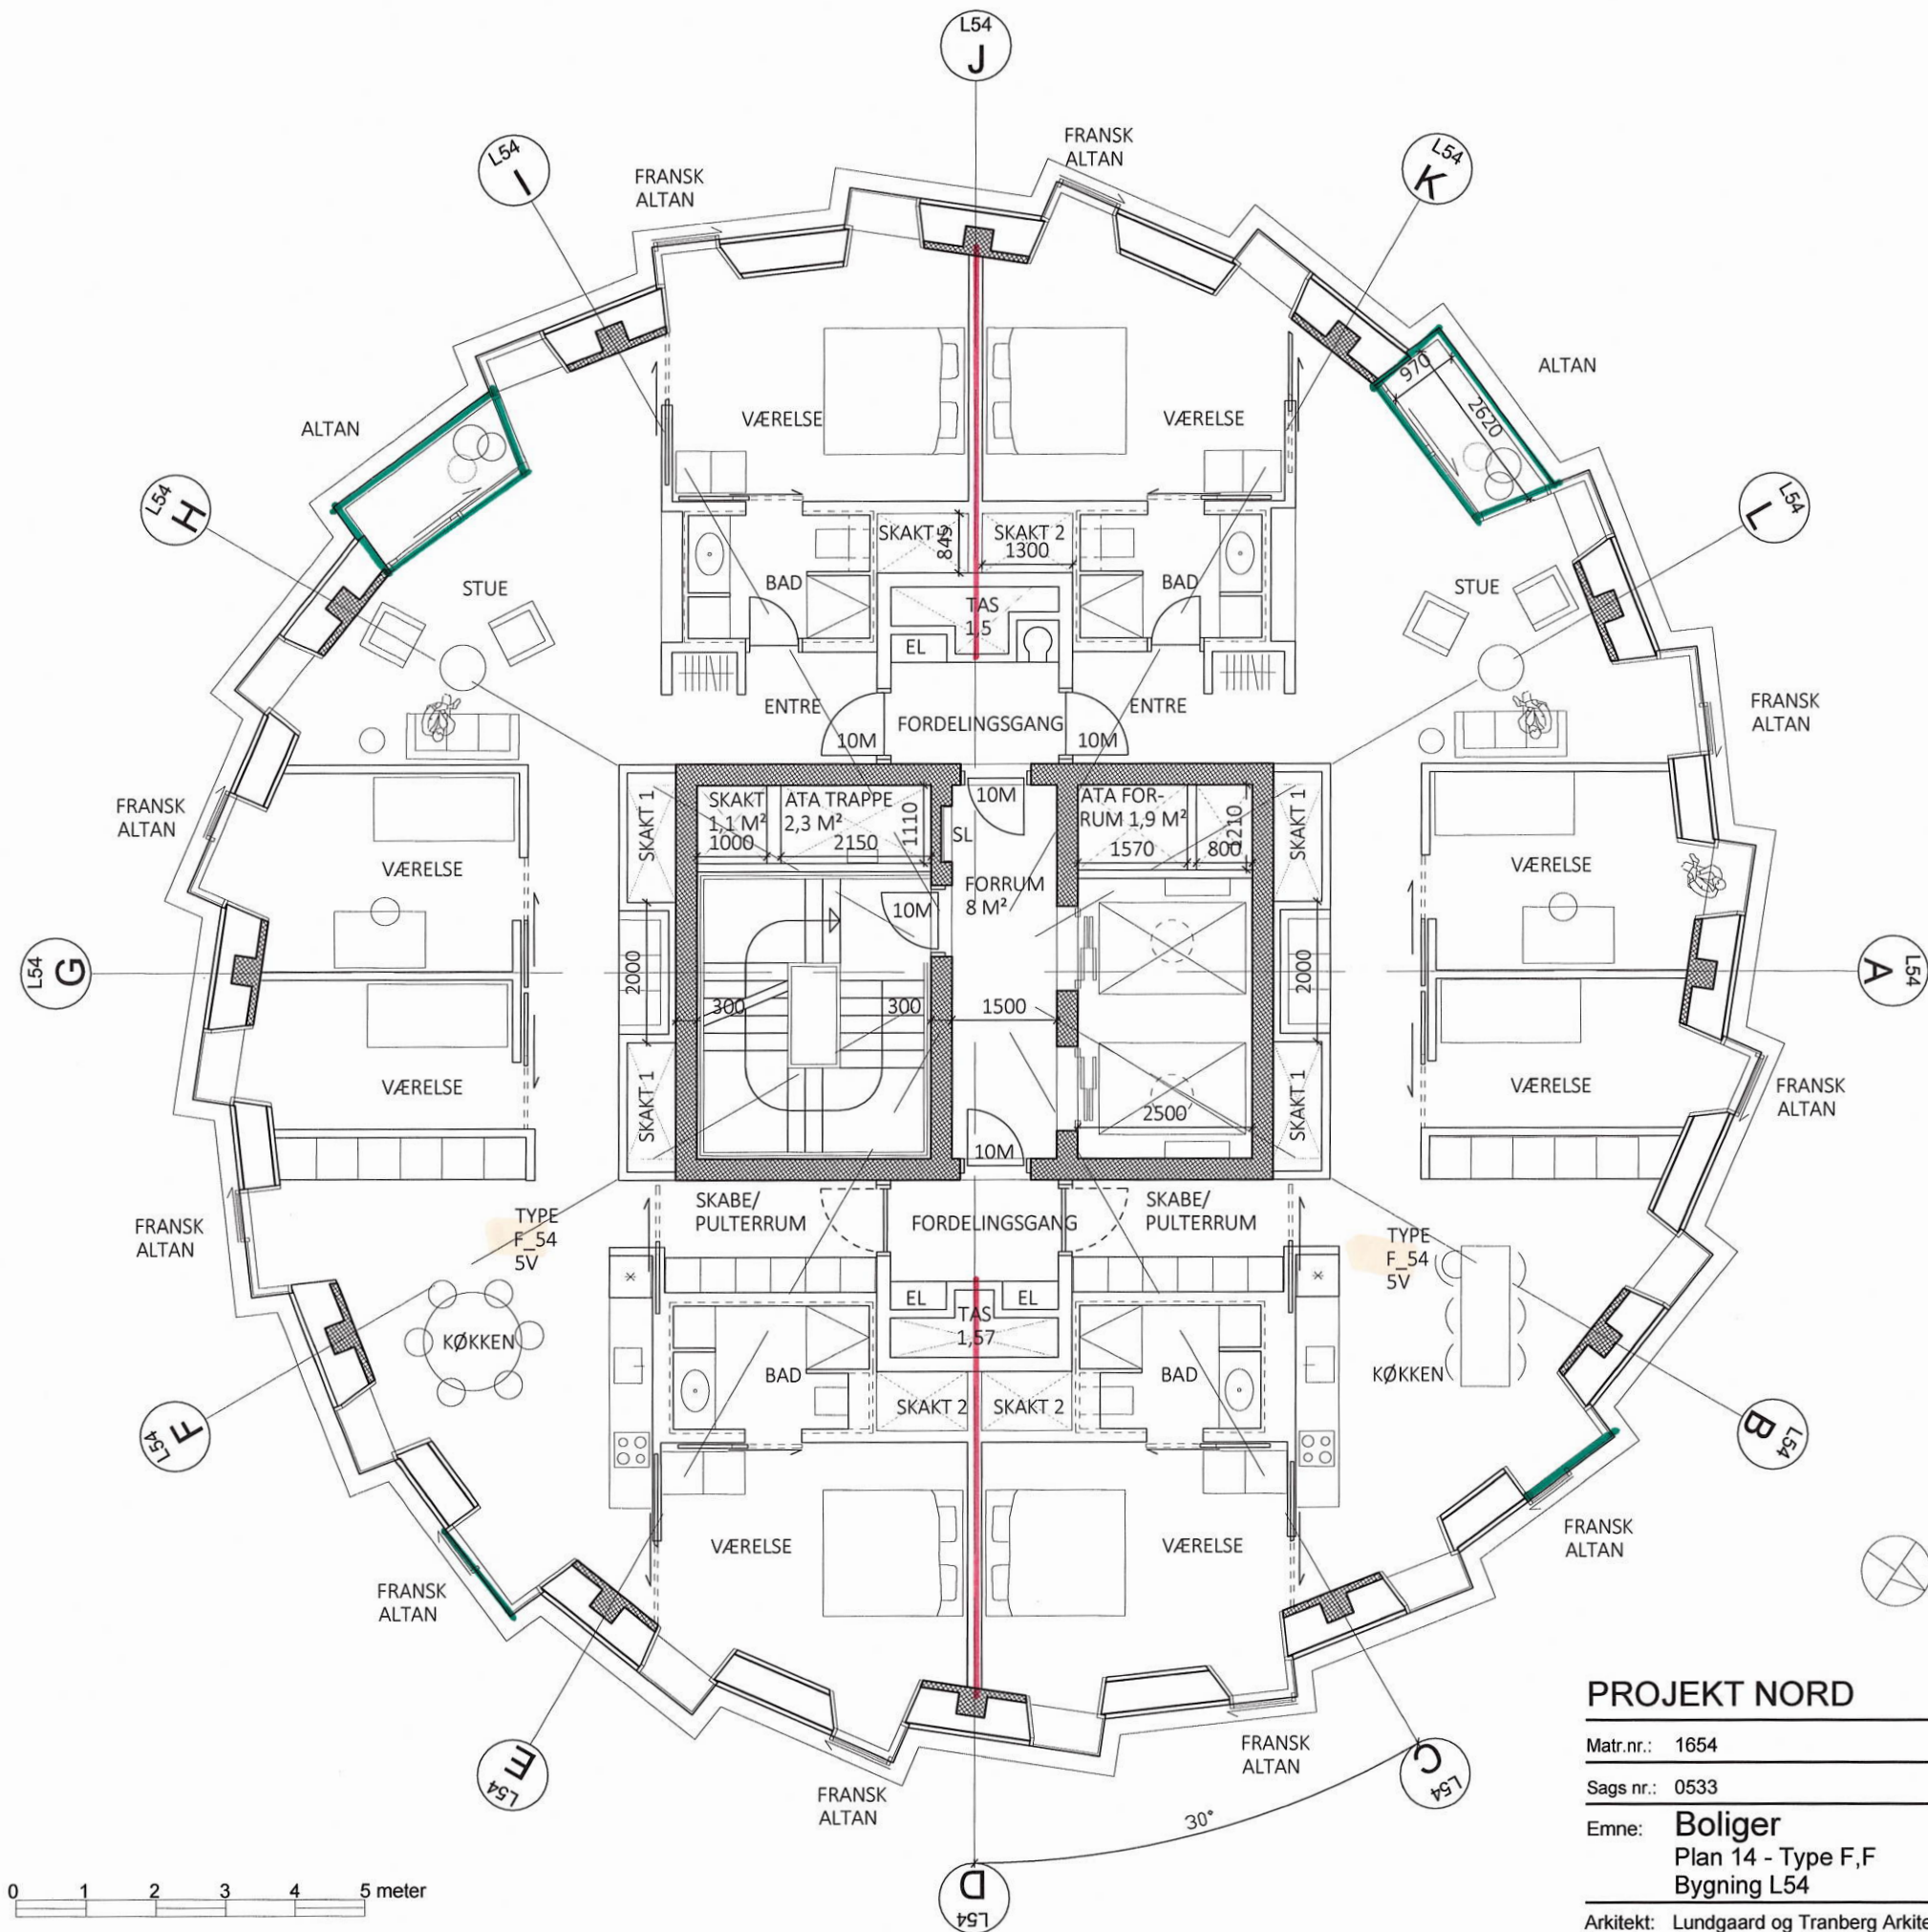 L54
J
L54
I
L54
K
FRANSK
ALTAN
FRANSK
ALTAN
ALTAN
ALTAN
970
2620
VÆRELSE
VÆRELSE
L54
H
L54
L
SKAKT 2
845
SKAKT 2
1300
STUE
BAD
BAD
STUE
TAS
1,5
EL
ENTRE
ENTRE
FORDELINGSGANG
10M
10M
FRANSK
ALTAN
FRANSK
ALTAN
SKAKT 1
SKAKT
1,1 M²
1000
ATA TRAPPE
2,3 M²
2150
1110
10M
SL
ATA FOR-
RUM 1,9 M²
1570
800
1210
SKAKT 1
VÆRELSE
VÆRELSE
FORRUM
8 M²
10M
L54
G
2000
300
300
1500
2000
A
L54
VÆRELSE
VÆRELSE
SKAKT 1
2500
SKAKT 1
FRANSK
ALTAN
10M
FRANSK
ALTAN
TYPE
F_54
5V
SKABE/
PULTERRUM
FORDELINGSGANG
SKABE/
PULTERRUM
TYPE
F_54
5V
EL
EL
TAS
1,57
KØKKEN
BAD
BAD
KØKKEN
SKAKT 2
SKAKT 2
F
L54
B
L54
VÆRELSE
VÆRELSE
FRANSK
ALTAN
FRANSK
ALTAN
FRANSK
ALTAN
FRANSK
ALTAN
E
L54
C
L54
30°
D
L54
0 1 2 3 4 5 meter
PROJEKT NORD
Matr.nr.: 1654
Sags nr.: 0533
Emne: Boliger
Plan 14 - Type F,F
Bygning L54
Arkitekt: Lundgaard og Tranberg Arkite